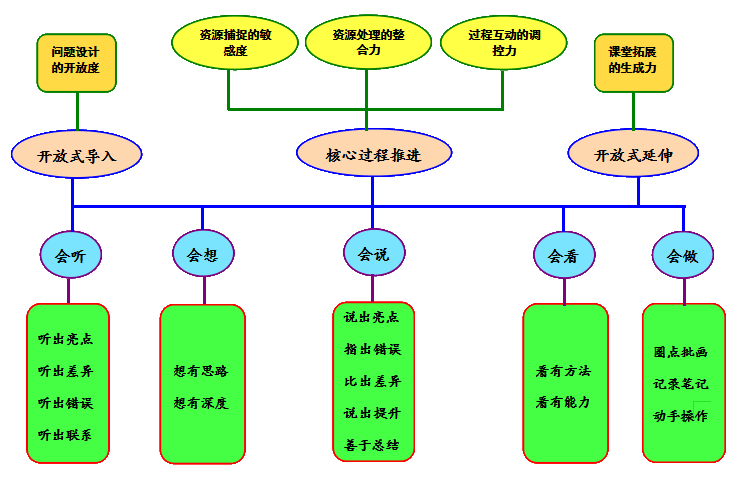 问题设计
的开放度
资源捕捉的敏
感度
资源处理的整
合力
过程互动的调
控力
课堂拓展
的生成力
开放式导入
核心过程推进
开放式延伸
会听
会想
会说
会看
会做
听出亮点
听出差异
听出错误
听出联系
想有思路
想有深度
说出亮点
指出错误
比出差异
说出提升
善于总结
看有方法
看有能力
圈点批画
记录笔记
动手操作